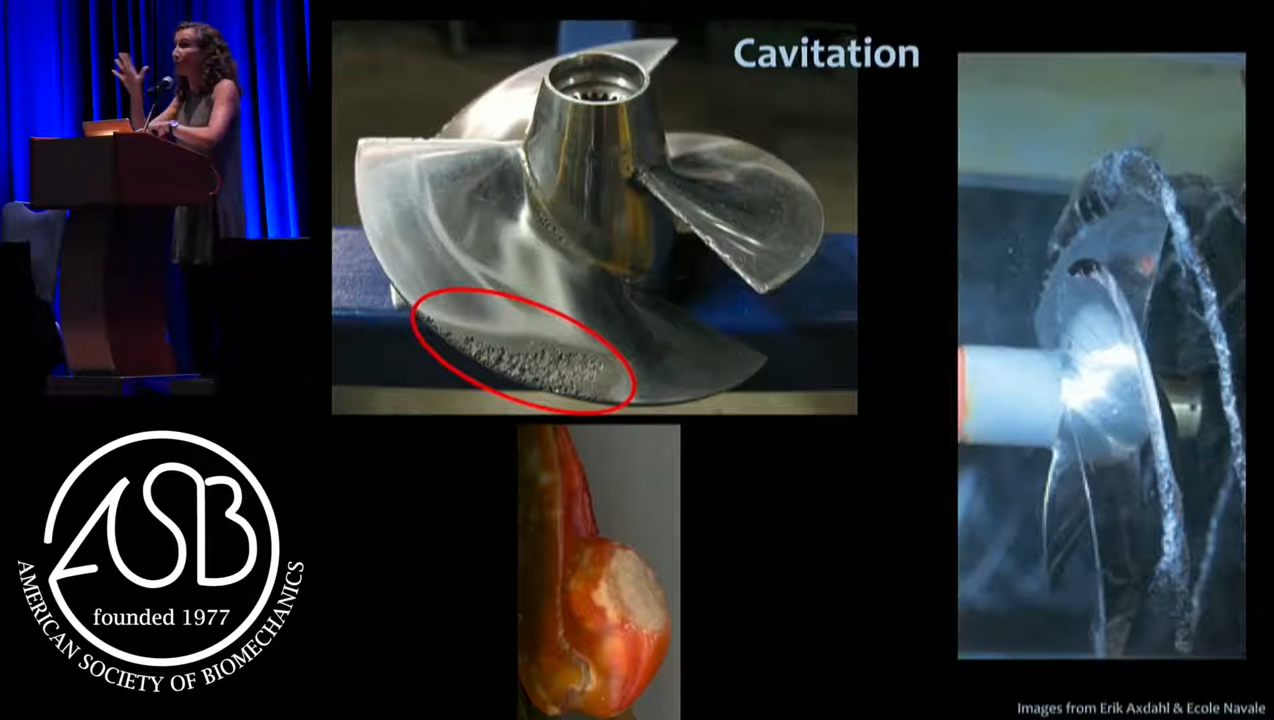 Cavitation
ASB
founded 1977
AMERICAN SOCIETY OF BIOMECHANICS
Images from Erik Axdahl & Ecole Navale